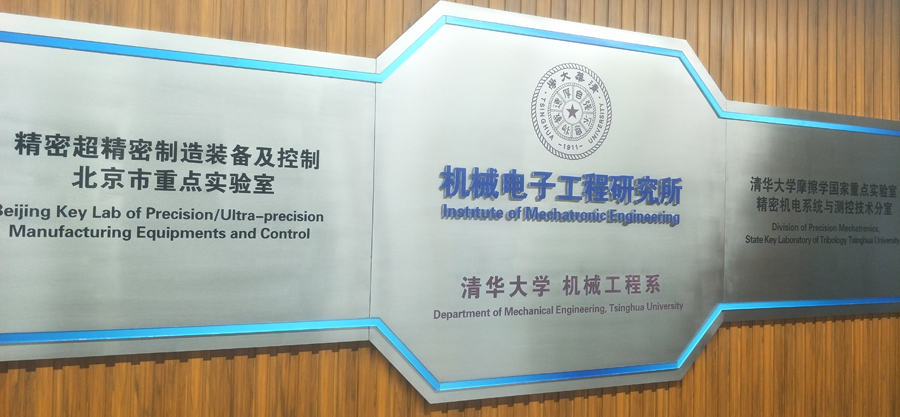 精密超精密制造装备及控制
北京市重点实验室
Beijing Key Lab of Precision/Ultra-precision
Manufacturing Equipments and Control
清華大學
TSINGHUA UNIVERSITY
-1911-
机械电子工程研究所
Institute of Mechatronic Engineering
清华大学 机械工程系
Department of Mechanical Engineering, Tsinghua University
清华大学摩擦学国家重点实验室
精密机电系统与测控技术分室
Division of Precision Mechatronics,
State Key Laboratory of Tribology Tsinghua University